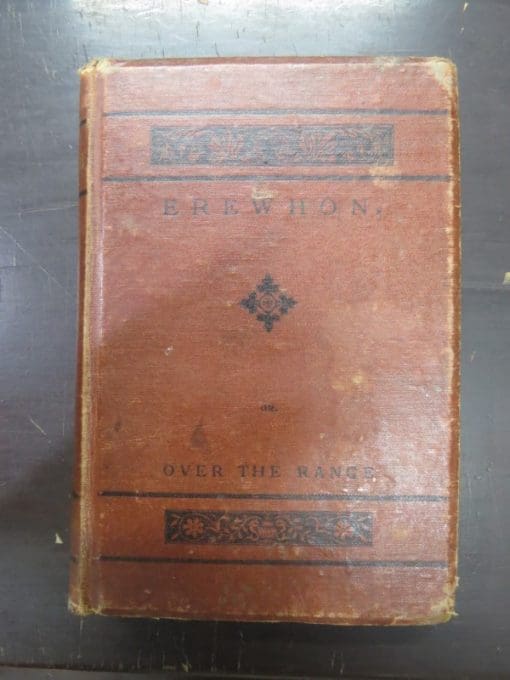 EREWHON,
OR,
OVER THE RANGE